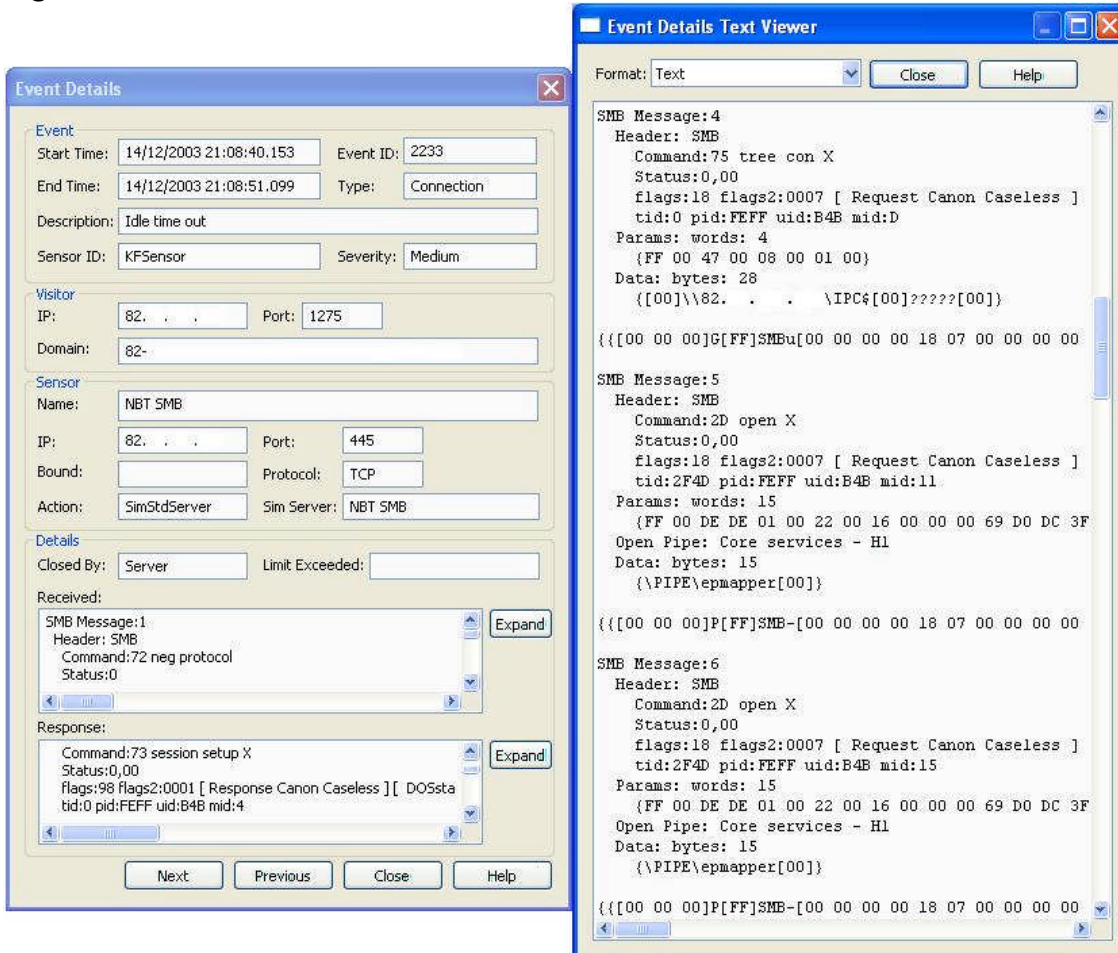 Event Details
Event
Start Time: 14/12/2003 21:08:40.153 Event ID: 2233
End Time: 14/12/2003 21:08:51.099 Type: Connection
Description: Idle time out
Sensor ID: KFSensor Severity: Medium
Visitor
IP: 82. . . Port: 1275
Domain: 82-
Sensor
Name: NBT SMB
IP: 82. . . Port: 445
Bound: Protocol: TCP
Action: SimStdServer Sim Server: NBT SMB
Details
Closed By: Server Limit Exceeded:
Received:
SMB Message:1
Header: SMB
Command:72 neg protocol
Status:0
Expand
Response:
Command:73 session setup X
Status:0,00
flags:98 flags2:0001 [ Response Canon Caseless ] [ DOSsta
tid:0 pid:FEFF uid:B4B mid:4
Expand
Next Previous Close Help
Event Details Text Viewer
Format: Text Close Help
SMB Message:4
Header: SMB
Command:75 tree con X
Status:0,00
flags:18 flags2:0007 [ Request Canon Caseless ]
tid:0 pid:FEFF uid:B4B mid:D
Params: words: 4
{FF 00 47 00 08 00 01 00}
Data: bytes: 28
{[00]\\82. . . \IPC$[00]?????[00]}
{{[00 00 00]G[FF]SMBu[00 00 00 00 18 07 00 00 00 00
SMB Message:5
Header: SMB
Command:2D open X
Status:0,00
flags:18 flags2:0007 [ Request Canon Caseless ]
tid:2F4D pid:FEFF uid:B4B mid:11
Params: words: 15
{FF 00 DE DE 01 00 22 00 16 00 00 00 69 D0 DC 3F
Open Pipe: Core services - H1
Data: bytes: 15
{\PIPE\epmapper[00]}
{{[00 00 00]P[FF]SMB-[00 00 00 00 18 07 00 00 00 00
SMB Message:6
Header: SMB
Command:2D open X
Status:0,00
flags:18 flags2:0007 [ Request Canon Caseless ]
tid:2F4D pid:FEFF uid:B4B mid:15
Params: words: 15
{FF 00 DE DE 01 00 22 00 16 00 00 00 69 D0 DC 3F
Open Pipe: Core services - H1
Data: bytes: 15
{\PIPE\epmapper[00]}
{{[00 00 00]P[FF]SMB-[00 00 00 00 18 07 00 00 00 00